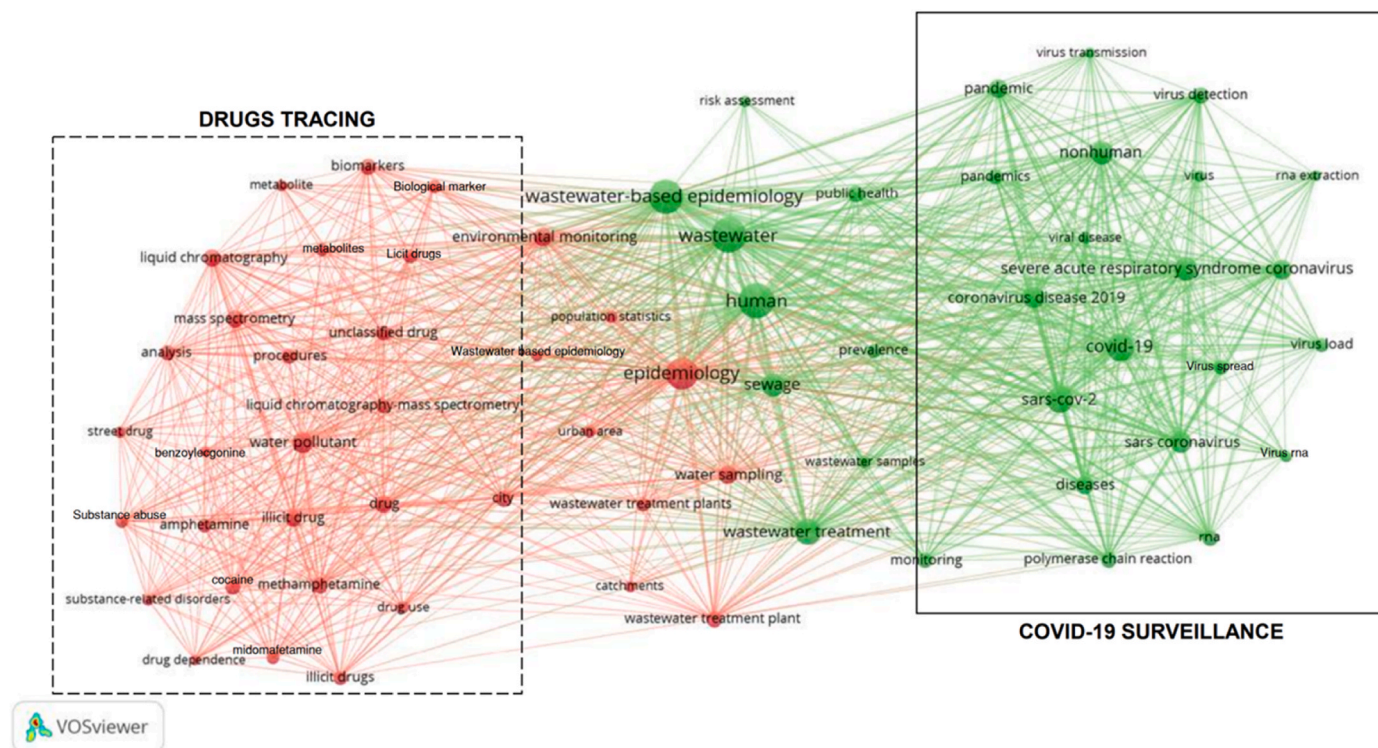 virus transmission
pandemic
virus detection
risk assessment
DRUGS TRACING
nonhuman
biomarkers
metabolite
Biological marker
pandemics
virus
rna extraction
wastewater-based epidemiology
public health
environmental monitoring
wastewater
viral disease
metabolites
Licit drugs
liquid chromatography
severe acute respiratory syndrome coronavirus
coronavirus disease 2019
human
mass spectrometry
population statistics
unclassified drug
analysis
procedures
Wastewater based epidemiology
prevalence
covid-19
virus load
Virus spread
epidemiology
sewage
liquid chromatography-mass spectrometry
sars-cov-2
street drug
urban area
water pollutant
benzoylecgonine
sars coronavirus
Virus rna
wastewater samples
water sampling
diseases
city
wastewater treatment plants
drug
Substance abuse
amphetamine
illicit drug
wastewater treatment
rna
monitoring
polymerase chain reaction
cocaine
methamphetamine
catchments
substance-related disorders
drug use
wastewater treatment plant
COVID-19 SURVEILLANCE
drug dependence
midomafetamine
illicit drugs
VOSviewer